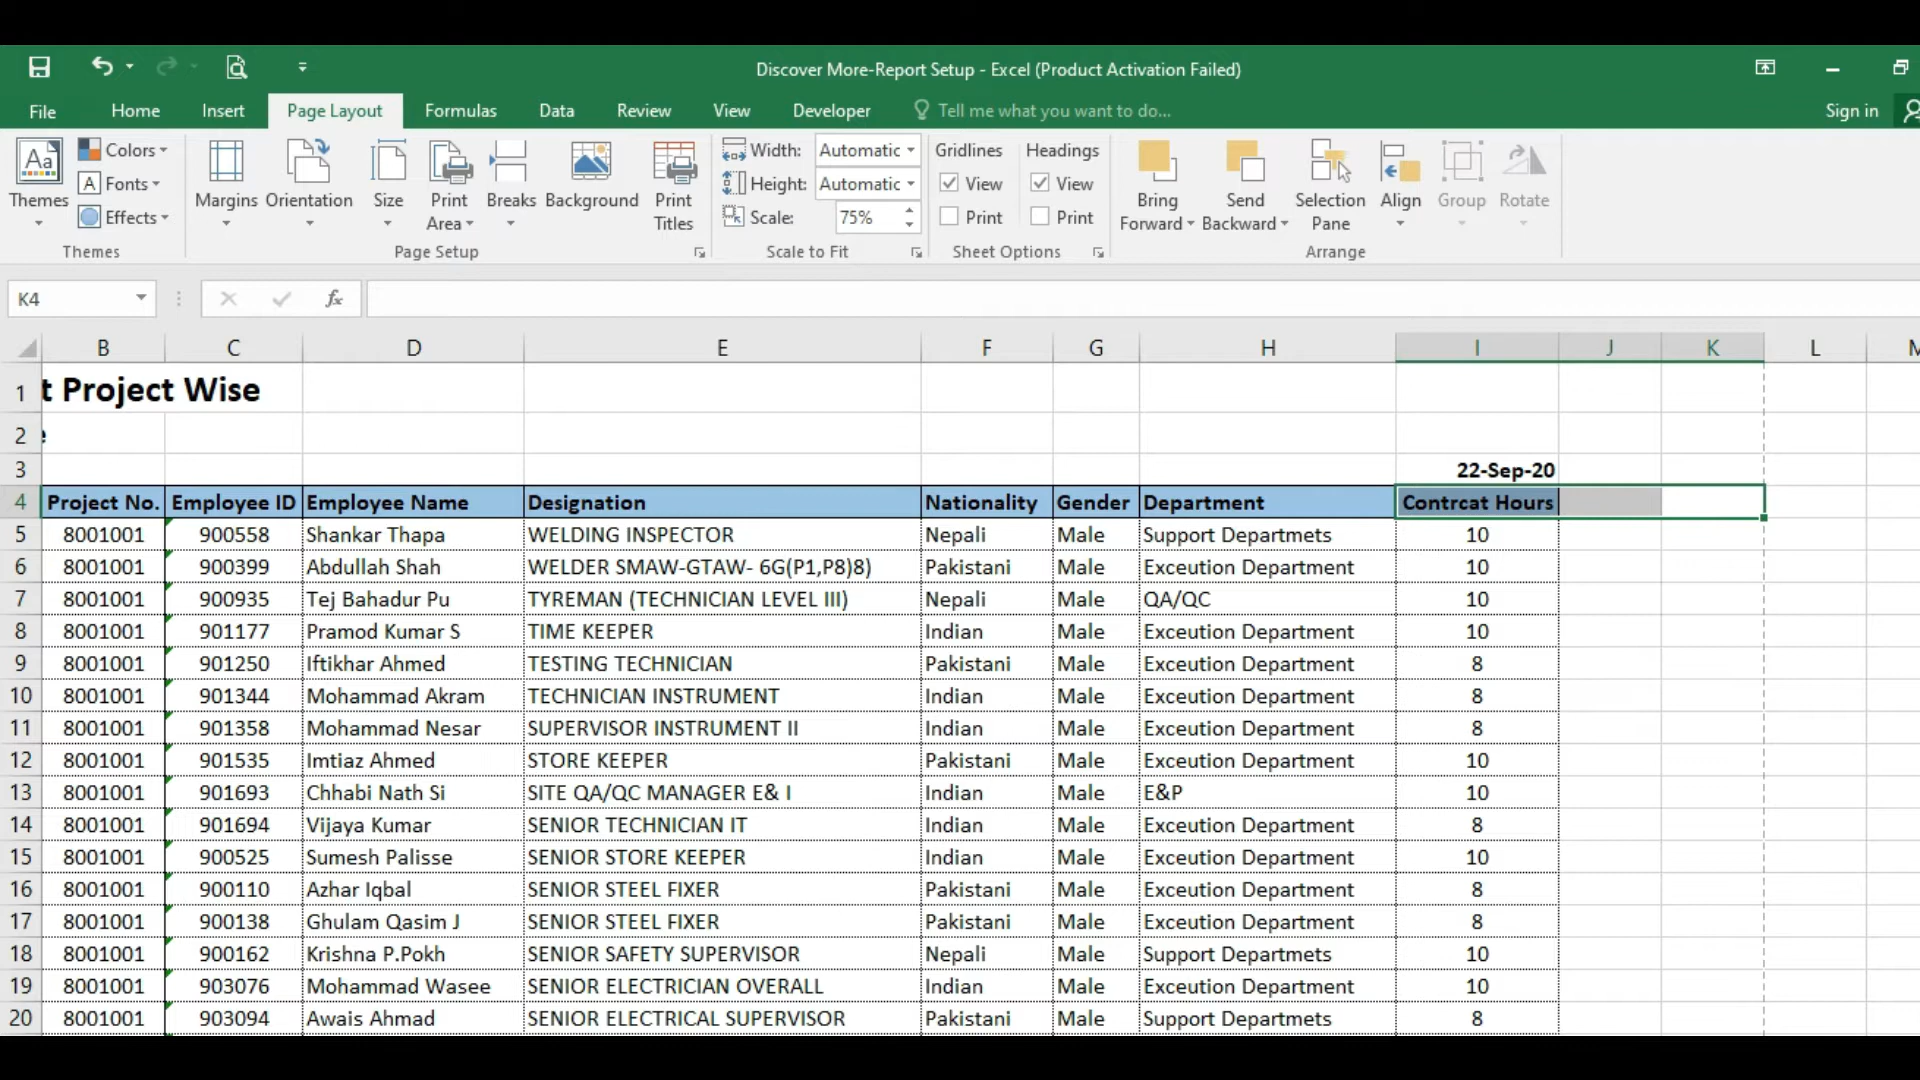 Discover More-Report Setup - Excel (Product Activation Failed)
File Home Insert Page Layout Formulas Data Review View Developer Tell me what you want to do... Sign in
Aa Colors Width: Automatic Gridlines Headings
A Fonts Height: Automatic View View
Themes Margins Orientation Size Print Breaks Background Print Bring Send Selection Align Group Rotate
Effects Area Titles Scale: 75% Print Print Forward Backward Pane
Themes Page Setup Scale to Fit Sheet Options Arrange
K4 fx
B C D E F G H I J K L M
1 t Project Wise
2 e
3 22-Sep-20
4 Project No. Employee ID Employee Name Designation Nationality Gender Department Contrcat Hours
5 8001001 900558 Shankar Thapa WELDING INSPECTOR Nepali Male Support Departmets 10
6 8001001 900399 Abdullah Shah WELDER SMAW-GTAW- 6G(P1,P8)8) Pakistani Male Exceution Department 10
7 8001001 900935 Tej Bahadur Pu TYREMAN (TECHNICIAN LEVEL III) Nepali Male QA/QC 10
8 8001001 901177 Pramod Kumar S TIME KEEPER Indian Male Exceution Department 10
9 8001001 901250 Iftikhar Ahmed TESTING TECHNICIAN Pakistani Male Exceution Department 8
10 8001001 901344 Mohammad Akram TECHNICIAN INSTRUMENT Indian Male Exceution Department 8
11 8001001 901358 Mohammad Nesar SUPERVISOR INSTRUMENT II Indian Male Exceution Department 8
12 8001001 901535 Imtiaz Ahmed STORE KEEPER Pakistani Male Exceution Department 10
13 8001001 901693 Chhabi Nath Si SITE QA/QC MANAGER E& I Indian Male E&P 10
14 8001001 901694 Vijaya Kumar SENIOR TECHNICIAN IT Indian Male Exceution Department 8
15 8001001 900525 Sumesh Palisse SENIOR STORE KEEPER Indian Male Exceution Department 10
16 8001001 900110 Azhar Iqbal SENIOR STEEL FIXER Pakistani Male Exceution Department 8
17 8001001 900138 Ghulam Qasim J SENIOR STEEL FIXER Pakistani Male Exceution Department 8
18 8001001 900162 Krishna P.Pokh SENIOR SAFETY SUPERVISOR Nepali Male Support Departmets 10
19 8001001 903076 Mohammad Wasee SENIOR ELECTRICIAN OVERALL Indian Male Exceution Department 10
20 8001001 903094 Awais Ahmad SENIOR ELECTRICAL SUPERVISOR Pakistani Male Support Departmets 8